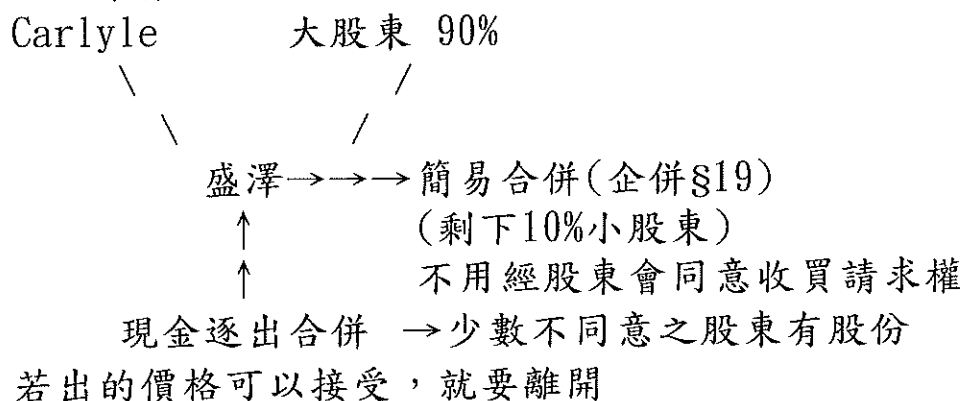 Carlyle 大股東 90%
盛澤→→→簡易合併(企併§19)
↑ (剩下10%小股東)
↑ 不用經股東會同意收買請求權
現金逐出合併 →少數不同意之股東有股份
若出的價格可以接受，就要離開